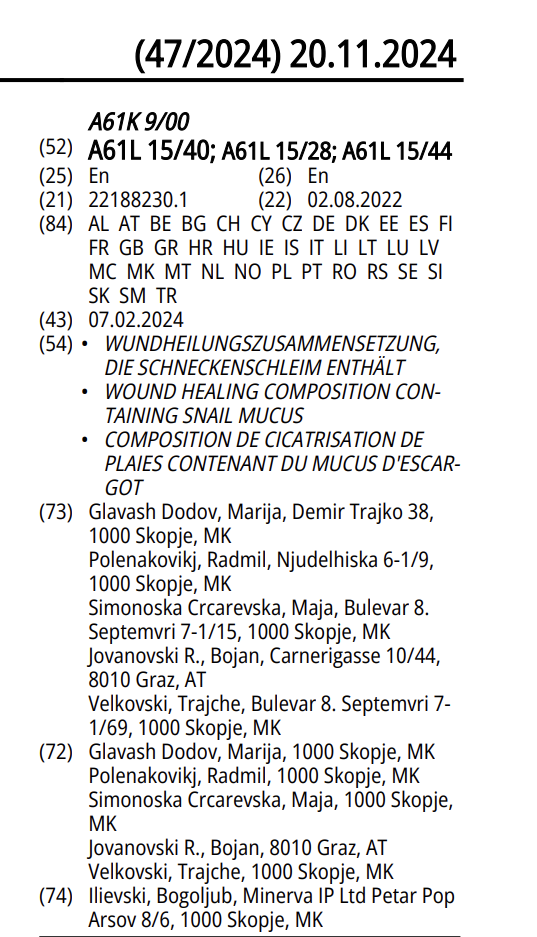 (47/2024) 20.11.2024
A61K 9/00
(52) A61L 15/40; A61L 15/28; A61L 15/44
(25) En (26) En
(21) 22188230.1 (22) 02.08.2022
(84) AL AT BE BG CH CY CZ DE DK EE ES FI
FR GB GR HR HU IE IS IT LI LT LU LV
MC MK MT NL NO PL PT RO RS SE SI
SK SM TR
(43) 07.02.2024
(54) • WUNDHEILUNGSZUSAMMENSETZUNG,
DIE SCHNECKENSCHLEIM ENTHÄLT
• WOUND HEALING COMPOSITION CON-
TAINING SNAIL MUCUS
• COMPOSITION DE CICATRISATION DE
PLAIES CONTENANT DU MUCUS D'ESCAR-
GOT
(73) Glavash Dodov, Marija, Demir Trajko 38,
1000 Skopje, MK
Polenakovikj, Radmil, Njudelhiska 6-1/9,
1000 Skopje, MK
Simonoska Crcarevska, Maja, Bulevar 8.
Septemvri 7-1/15, 1000 Skopje, MK
Jovanovski R., Bojan, Carnerigasse 10/44,
8010 Graz, AT
Velkovski, Trajche, Bulevar 8. Septemvri 7-
1/69, 1000 Skopje, MK
(72) Glavash Dodov, Marija, 1000 Skopje, MK
Polenakovikj, Radmil, 1000 Skopje, MK
Simonoska Crcarevska, Maja, 1000 Skopje,
MK
Jovanovski R., Bojan, 8010 Graz, AT
Velkovski, Trajche, 1000 Skopje, MK
(74) Ilievski, Bogoljub, Minerva IP Ltd Petar Pop
Arsov 8/6, 1000 Skopje, MK